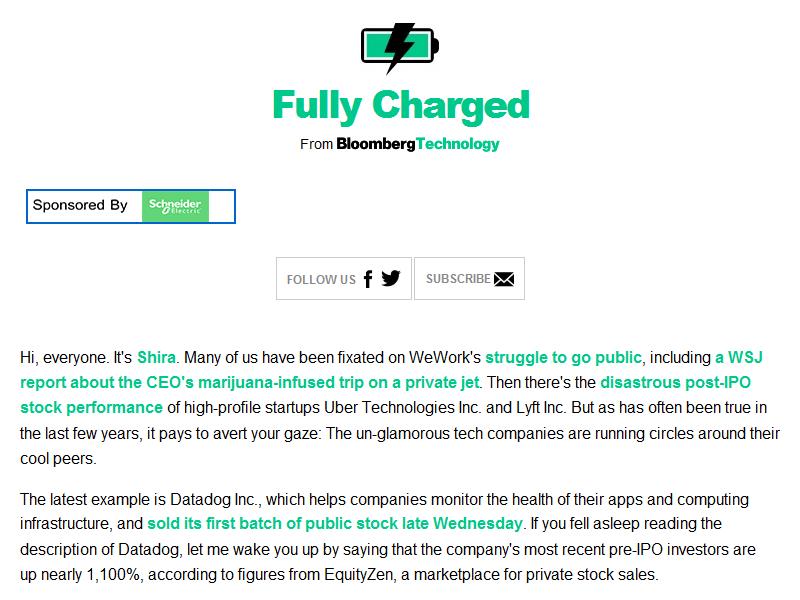 Fully Charged
From BloombergTechnology
Sponsored By Schneider Electric
FOLLOW US SUBSCRIBE
Hi, everyone. It's Shira. Many of us have been fixated on WeWork's struggle to go public, including a WSJ
report about the CEO's marijuana-infused trip on a private jet. Then there's the disastrous post-IPO
stock performance of high-profile startups Uber Technologies Inc. and Lyft Inc. But as has often been true in
the last few years, it pays to avert your gaze: The un-glamorous tech companies are running circles around their
cool peers.
The latest example is Datadog Inc., which helps companies monitor the health of their apps and computing
infrastructure, and sold its first batch of public stock late Wednesday. If you fell asleep reading the
description of Datadog, let me wake you up by saying that the company's most recent pre-IPO investors are
up nearly 1,100%, according to figures from EquityZen, a marketplace for private stock sales.